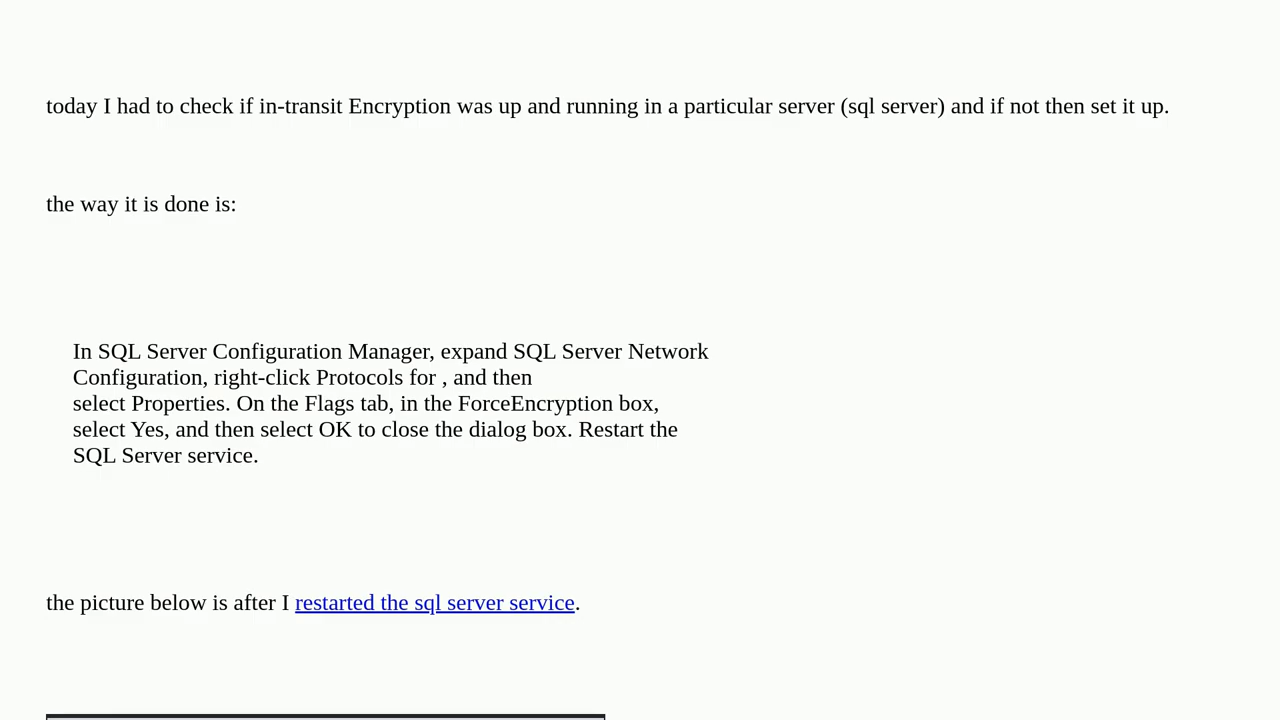 today I had to check if in-transit Encryption was up and running in a particular server (sql server) and if not then set it up.
the way it is done is:
In SQL Server Configuration Manager, expand SQL Server Network
Configuration, right-click Protocols for , and then
select Properties. On the Flags tab, in the ForceEncryption box,
select Yes, and then select OK to close the dialog box. Restart the
SQL Server service.
the picture below is after I restarted the sql server service.